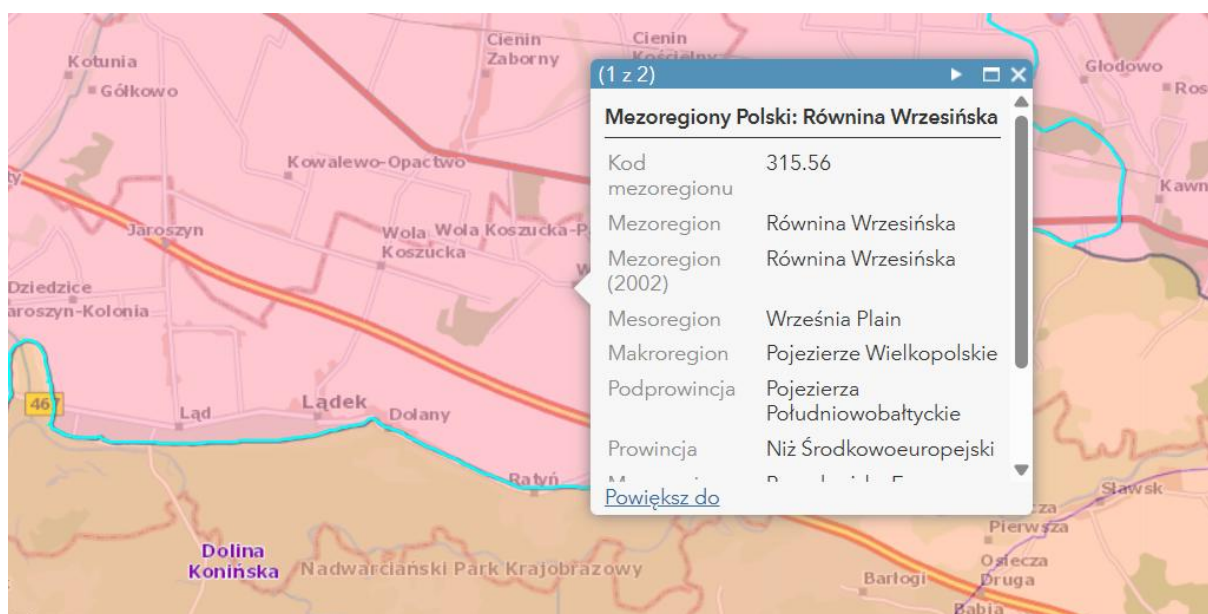 Kotunia
Gółkowo
Cienin
Zaborny
Cienin
Kościelny
Głodowo
Kowalewo-Opactwo
Jaroszyn
Wola
Koszucka
Wola Koszucka-P
Dziedzice
aroszyn-Kolonia
467
Ląd
Lądek
Dolany
Ratyń
Dolina
Konińska
Nadwarciański Park Krajobrazowy
(1 z 2)
Mezoregiony Polski: Równina Wrzesińska
Kod mezoregionu 315.56
Mezoregion Równina Wrzesińska
Mezoregion (2002) Równina Wrzesińska
Mesoregion Września Plain
Makroregion Pojezierze Wielkopolskie
Podprowincja Pojezierza
Południowobałtyckie
Prowincja Niż Środkowoeuropejski
Powiększ do
Ros
Kawn
Sławsk
cza
Pierwsza
Osiecza
Druga
Barłogi
Babia